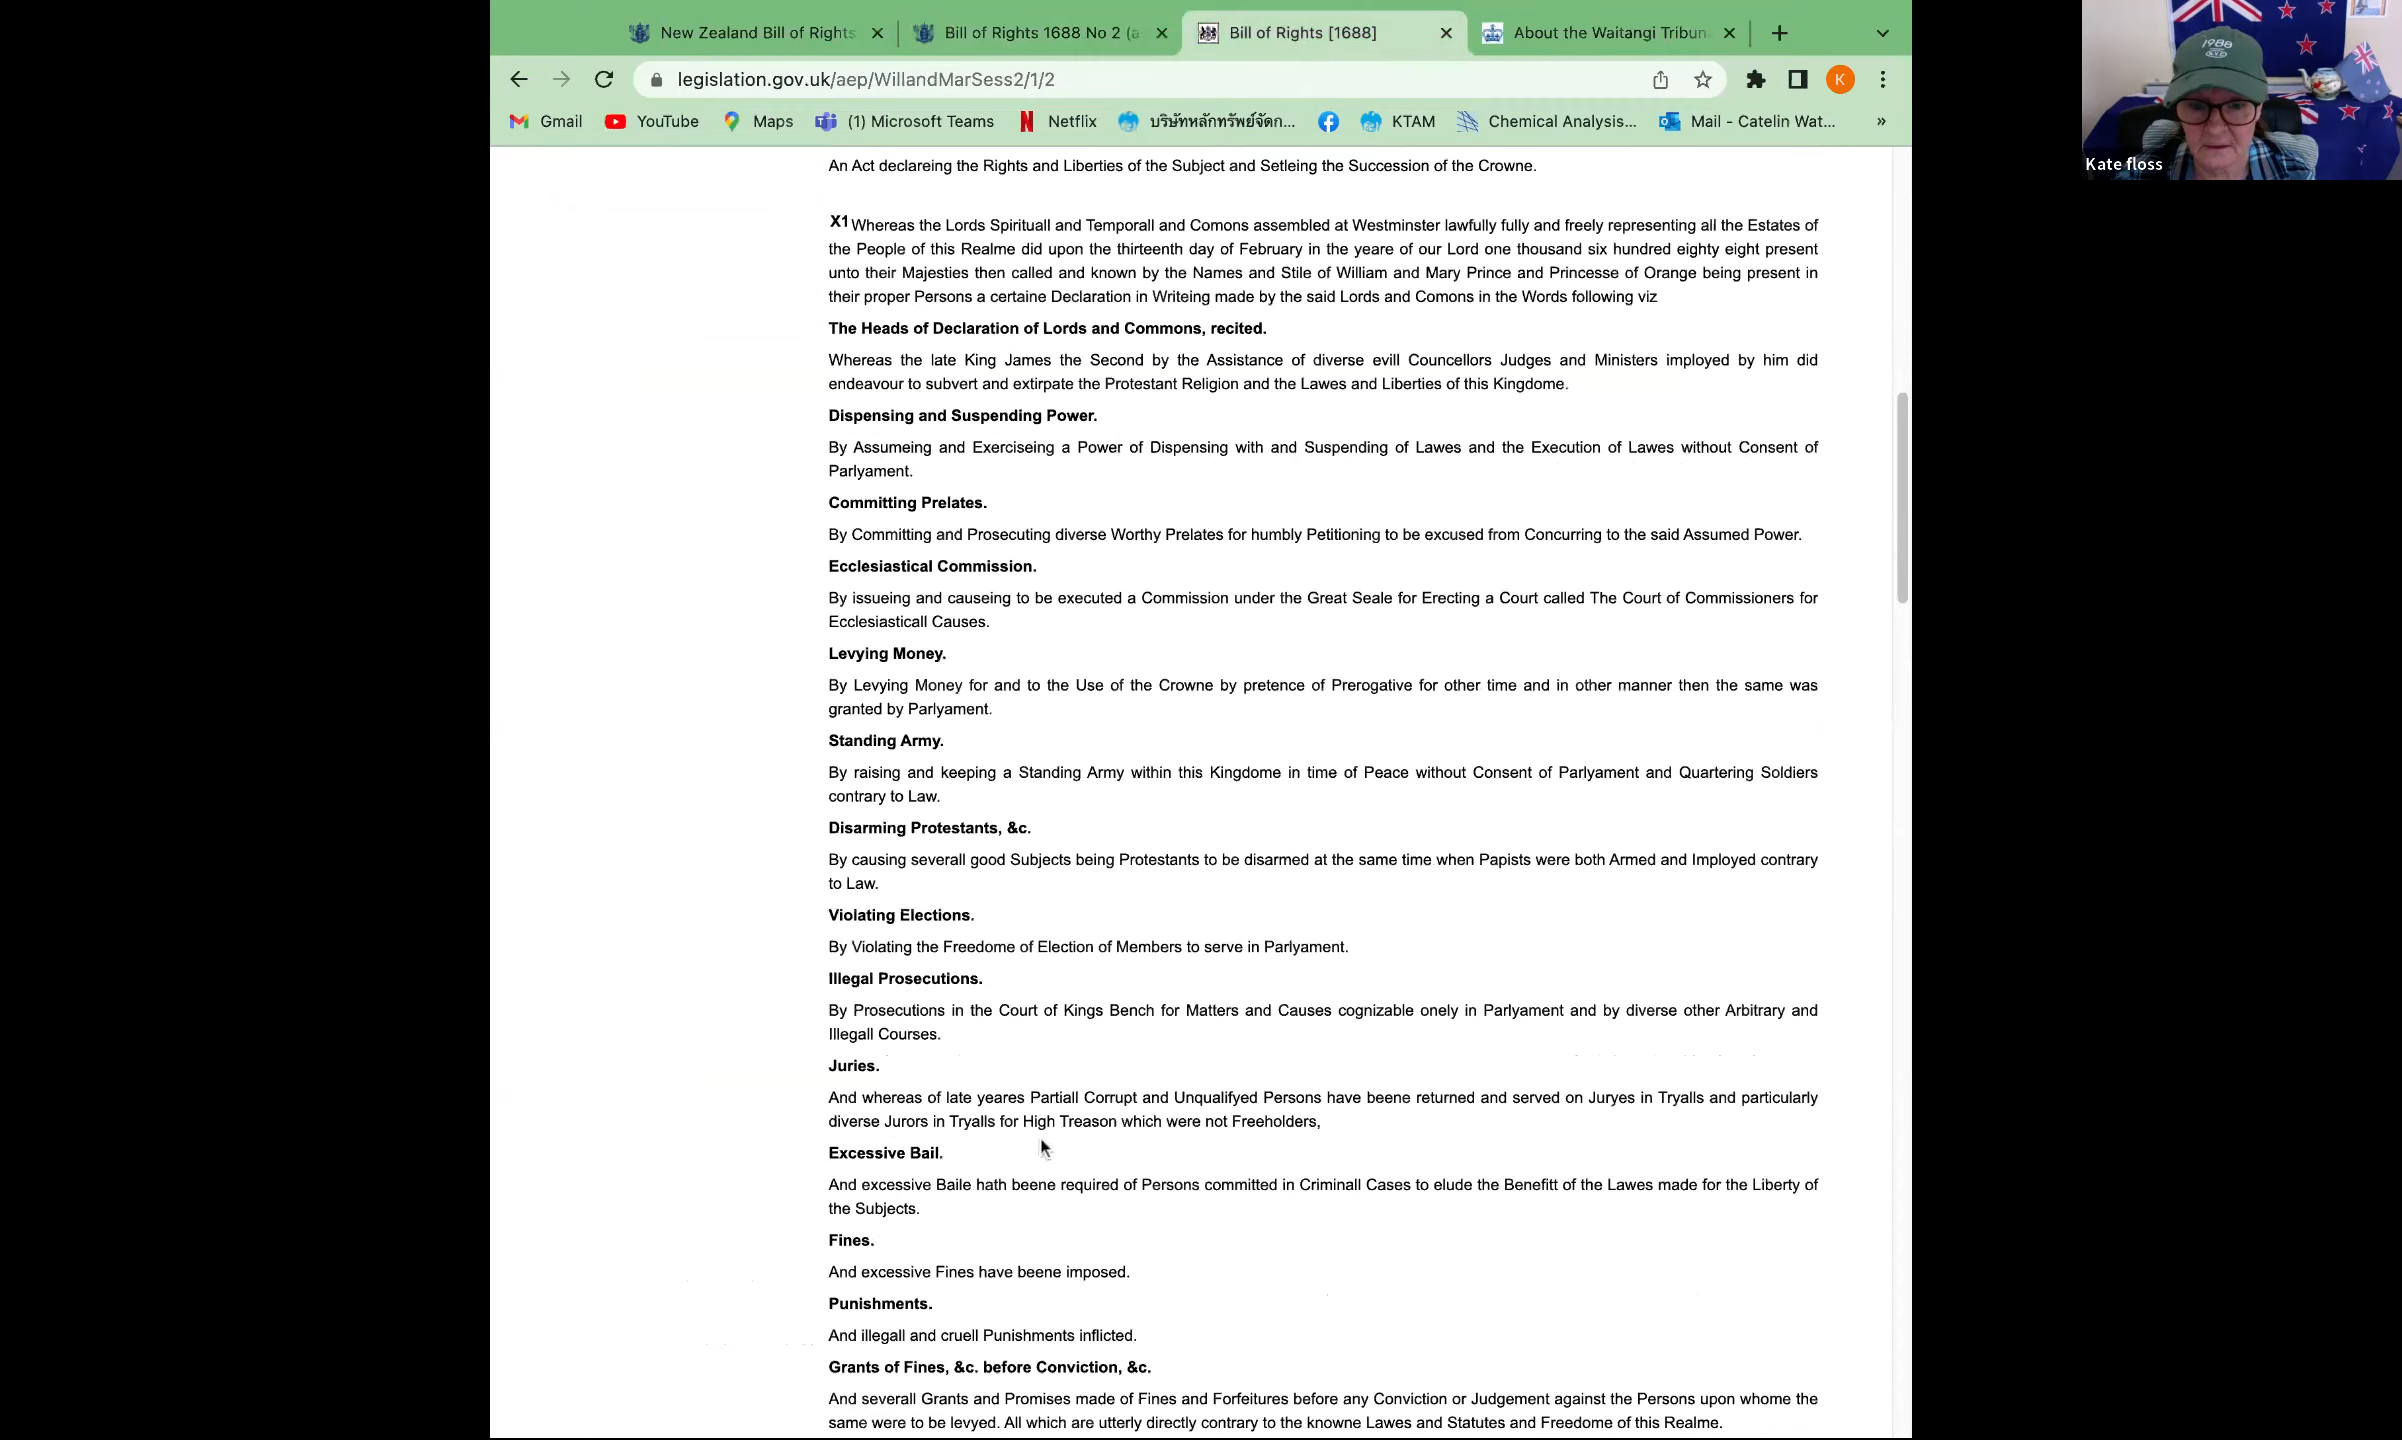 New Zealand Bill of Rights
Bill of Rights 1688 No 2 (a
Bill of Rights [1688]
About the Waitangi Tribun
legislation.gov.uk/aep/WillandMarSess2/1/2
K
Gmail
YouTube
Maps
(1) Microsoft Teams
Netflix
บริษัทหลักทรัพย์จัดก...
KTAM
Chemical Analysis...
Mail - Catelin Wat...
»
1988
Kate floss
An Act declareing the Rights and Liberties of the Subject and Setleing the Succession of the Crowne.
X1 Whereas the Lords Spirituall and Temporall and Comons assembled at Westminster lawfully fully and freely representing all the Estates of
the People of this Realme did upon the thirteenth day of February in the yeare of our Lord one thousand six hundred eighty eight present
unto their Majesties then called and known by the Names and Stile of William and Mary Prince and Princesse of Orange being present in
their proper Persons a certaine Declaration in Writeing made by the said Lords and Comons in the Words following viz
The Heads of Declaration of Lords and Commons, recited.
Whereas the late King James the Second by the Assistance of diverse evill Councellors Judges and Ministers imployed by him did
endeavour to subvert and extirpate the Protestant Religion and the Lawes and Liberties of this Kingdome.
Dispensing and Suspending Power.
By Assumeing and Exerciseing a Power of Dispensing with and Suspending of Lawes and the Execution of Lawes without Consent of
Parlyament.
Committing Prelates.
By Committing and Prosecuting diverse Worthy Prelates for humbly Petitioning to be excused from Concurring to the said Assumed Power.
Ecclesiastical Commission.
By issueing and causeing to be executed a Commission under the Great Seale for Erecting a Court called The Court of Commissioners for
Ecclesiasticall Causes.
Levying Money.
By Levying Money for and to the Use of the Crowne by pretence of Prerogative for other time and in other manner then the same was
granted by Parlyament.
Standing Army.
By raising and keeping a Standing Army within this Kingdome in time of Peace without Consent of Parlyament and Quartering Soldiers
contrary to Law.
Disarming Protestants, &c.
By causing severall good Subjects being Protestants to be disarmed at the same time when Papists were both Armed and Imployed contrary
to Law.
Violating Elections.
By Violating the Freedome of Election of Members to serve in Parlyament.
Illegal Prosecutions.
By Prosecutions in the Court of Kings Bench for Matters and Causes cognizable onely in Parlyament and by diverse other Arbitrary and
Illegall Courses.
Juries.
And whereas of late yeares Partiall Corrupt and Unqualifyed Persons have beene returned and served on Juryes in Tryalls and particularly
diverse Jurors in Tryalls for High Treason which were not Freeholders,
Excessive Bail.
And excessive Baile hath beene required of Persons committed in Criminall Cases to elude the Benefitt of the Lawes made for the Liberty of
the Subjects.
Fines.
And excessive Fines have beene imposed.
Punishments.
And illegall and cruell Punishments inflicted.
Grants of Fines, &c. before Conviction, &c.
And severall Grants and Promises made of Fines and Forfeitures before any Conviction or Judgement against the Persons upon whome the
same were to be levyed. All which are utterly directly contrary to the knowne Lawes and Statutes and Freedome of this Realme.